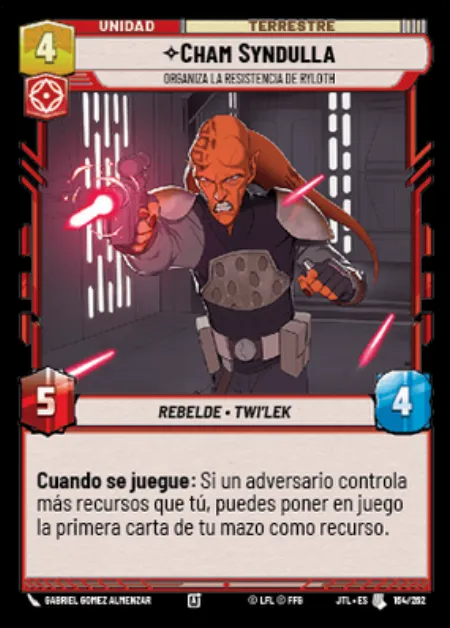 UNIDAD
TERRESTRE
4
CHAM SYNDULLA
ORGANIZA LA RESISTENCIA DE RYLOTH
5
REBELDE • TWI'LEK
4
Cuando se juegue: Si un adversario controla
más recursos que tú, puedes poner en juego
la primera carta de tu mazo como recurso.
GABRIEL GOMEZ ALMENZAR
© LFL © FFG
JTL • ES
164/262